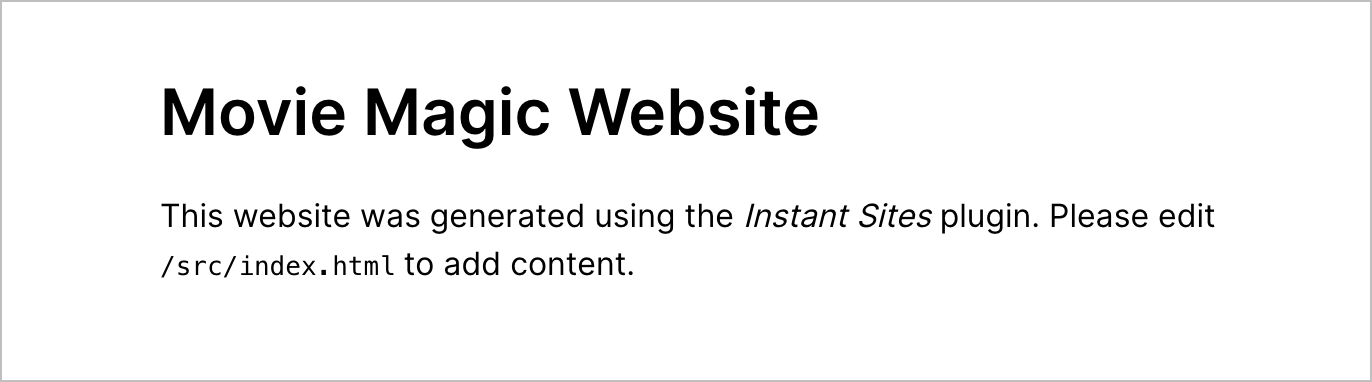 Movie Magic Website
This website was generated using the Instant Sites plugin. Please edit
/src/index.html to add content.